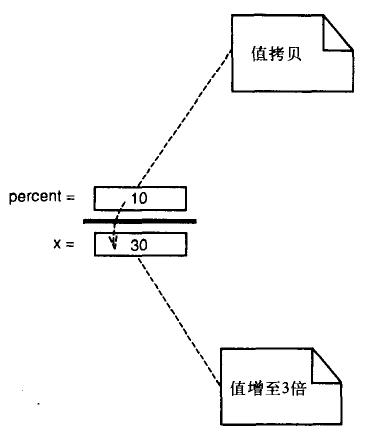 值拷贝
percent = 10
x = 30
值增至3倍